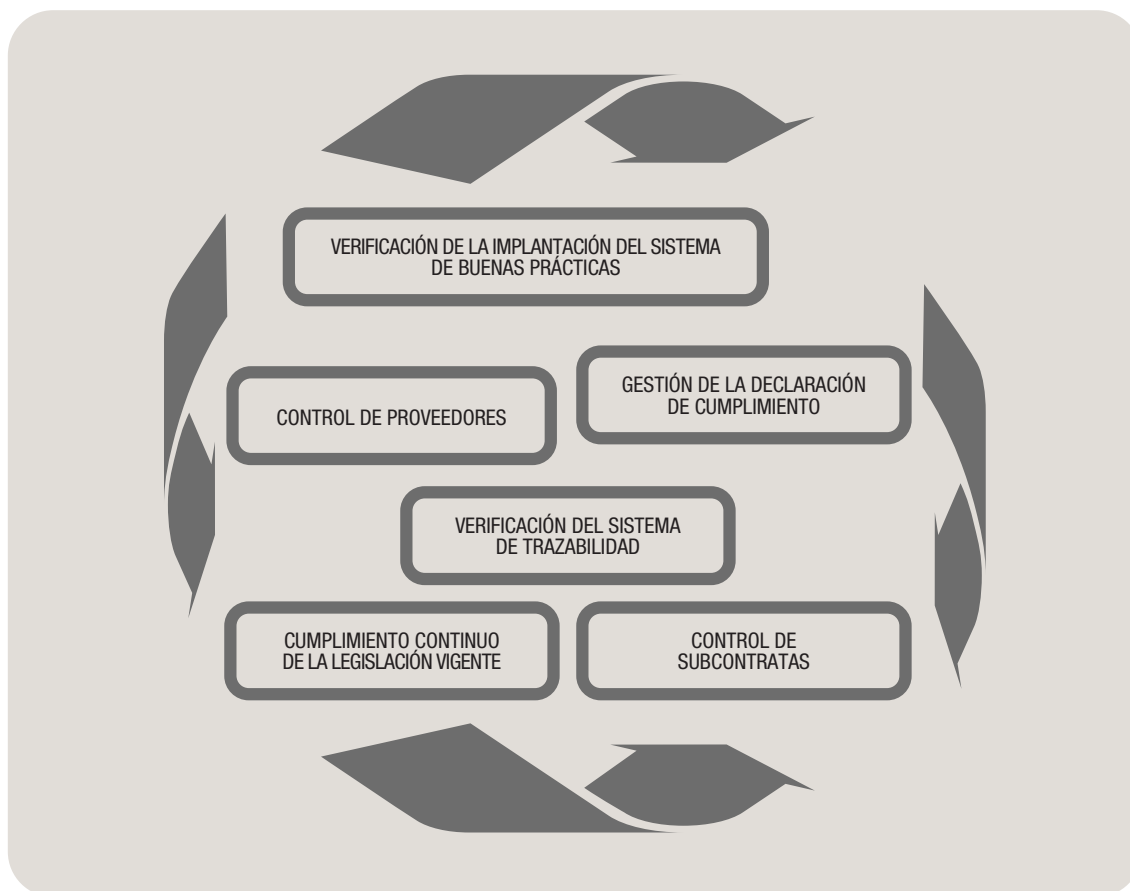 VERIFICACIÓN DE LA IMPLANTACIÓN DEL SISTEMA
DE BUENAS PRÁCTICAS
CONTROL DE PROVEEDORES
GESTIÓN DE LA DECLARACIÓN
DE CUMPLIMIENTO
VERIFICACIÓN DEL SISTEMA
DE TRAZABILIDAD
CUMPLIMIENTO CONTINUO
DE LA LEGISLACIÓN VIGENTE
CONTROL DE
SUBCONTRATAS